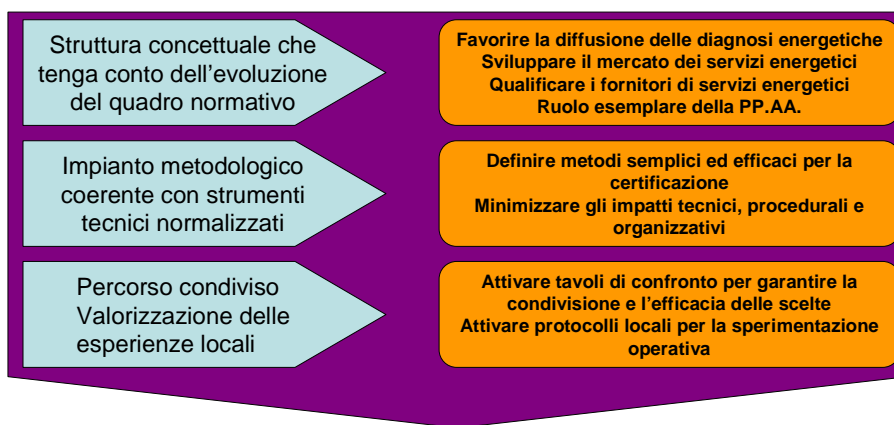 Struttura concettuale che
tenga conto dell'evoluzione
del quadro normativo
Favorire la diffusione delle diagnosi energetiche
Sviluppare il mercato dei servizi energetici
Qualificare i fornitori di servizi energetici
Ruolo esemplare della PP.AA.
Impianto metodologico
coerente con strumenti
tecnici normalizzati
Definire metodi semplici ed efficaci per la
certificazione
Minimizzare gli impatti tecnici, procedurali e
organizzativi
Percorso condiviso
Valorizzazione delle
esperienze locali
Attivare tavoli di confronto per garantire la
condivisione e l'efficacia delle scelte
Attivare protocolli locali per la sperimentazione
operativa